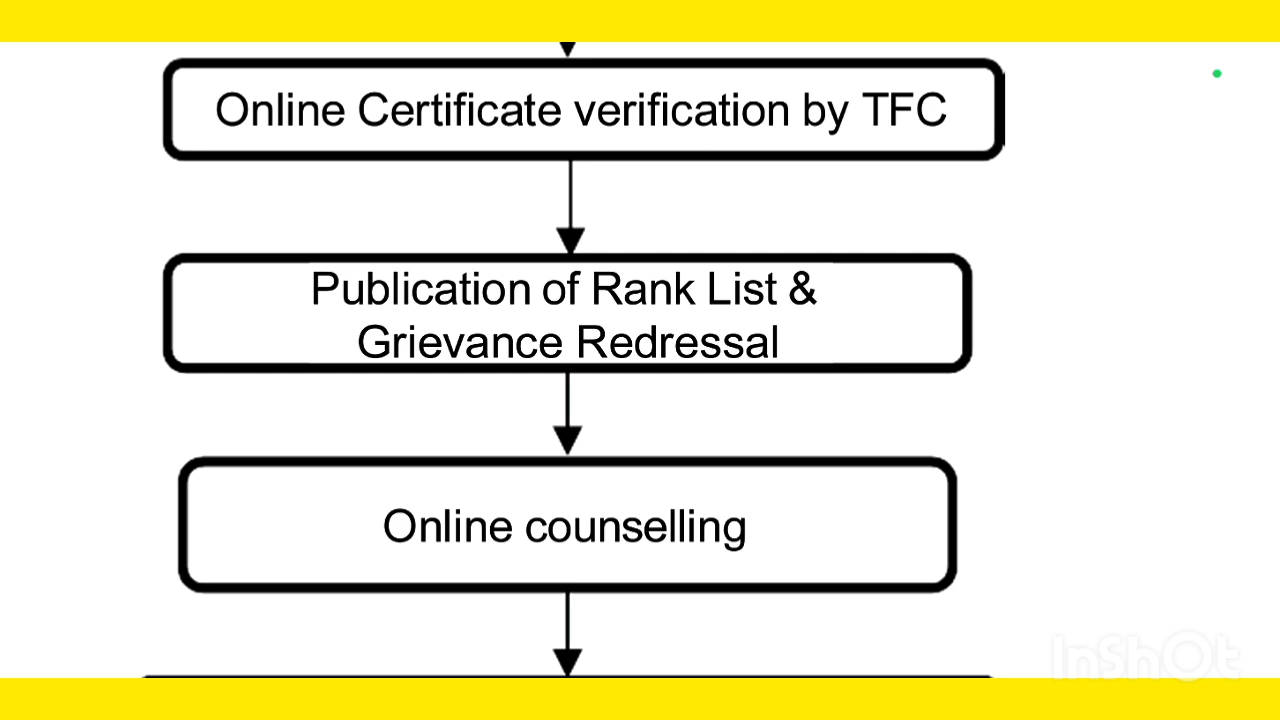 Online Certificate verification by TFC
Publication of Rank List &
Grievance Redressal
Online counselling
InShOt